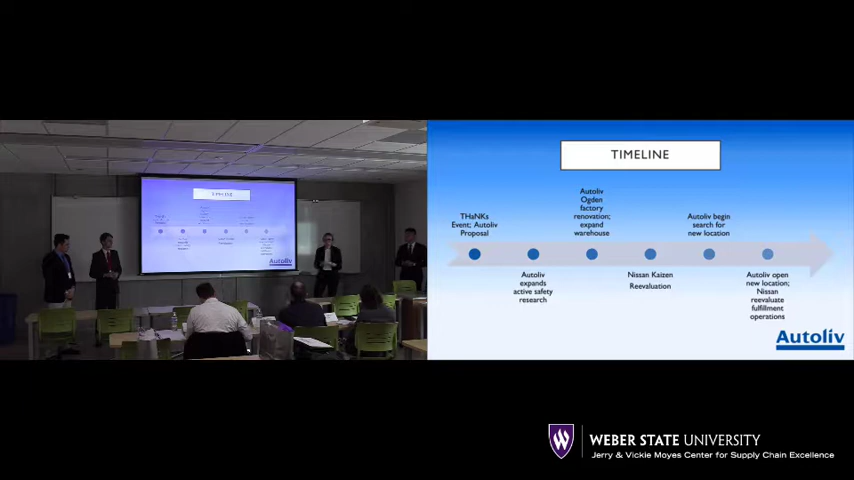 TIMELINE
THaNKs
Event; Autoliv
Proposal
Autoliv
expands
active safety
research
Autoliv
Ogden
factory
renovation;
expand
warehouse
Nissan Kaizen
Reevaluation
Autoliv begin
search for
new location
Autoliv open
new location;
Nissan
reevaluate
fulfillment
operations
Autoliv
TIMELINE
Autoliv
WEBER STATE UNIVERSITY
Jerry & Vickie Moyes Center for Supply Chain Excellence